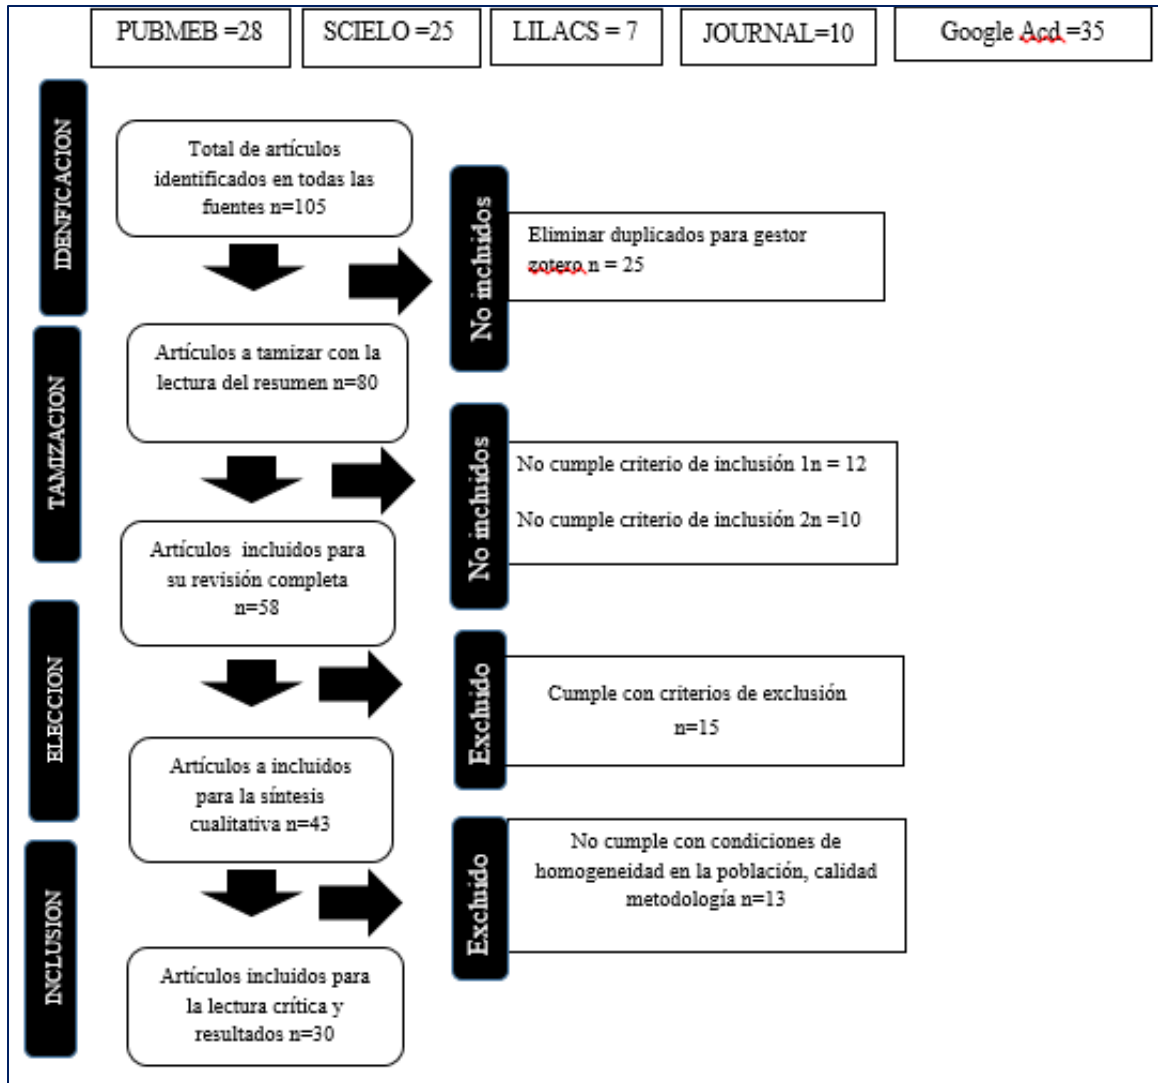 PUBMEB =28
SCIELO =25
LILACS = 7
JOURNAL=10
Google Acd =35
IDENFICACION
Total de artículos
identificados en todas las
fuentes n=105
No incluidos
Eliminar duplicados para gestor
zotero n = 25
TAMIZACION
Artículos a tamizar con la
lectura del resumen n=80
No incluidos
No cumple criterio de inclusión 1n = 12
No cumple criterio de inclusión 2n =10
Artículos incluidos para
su revisión completa
n=58
ELECCION
Excluido
Cumple con criterios de exclusión
n=15
Artículos a incluidos
para la síntesis
cualitativa n=43
INCLUSION
Excluido
No cumple con condiciones de
homogeneidad en la población, calidad
metodología n=13
Artículos incluidos para
la lectura crítica y
resultados n=30